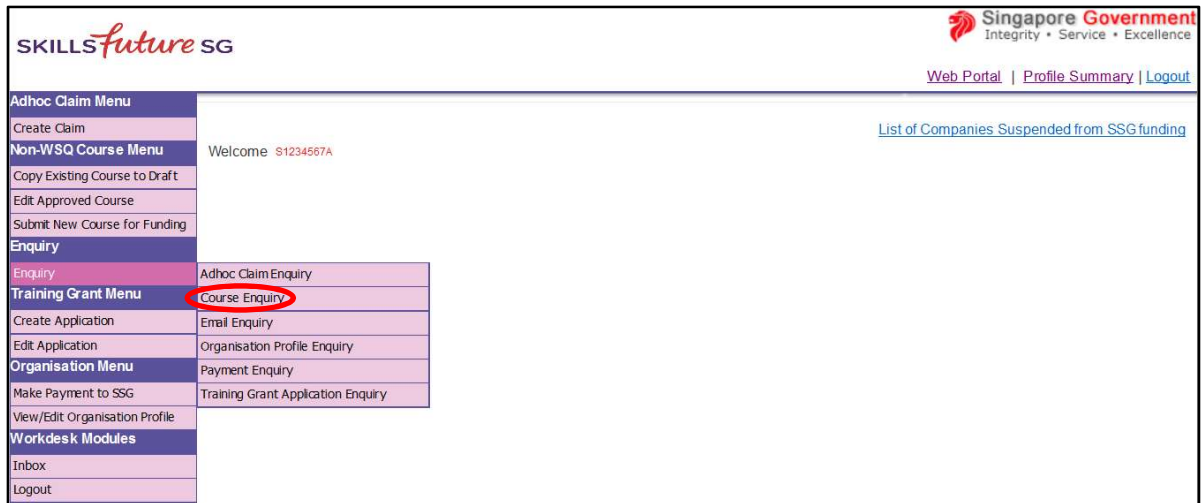 SKILLSfuture SG
Singapore Government
Integrity • Service • Excellence
Web Portal | Profile Summary | Logout
Adhoc Claim Menu
Create Claim
Non-WSQ Course Menu
Copy Existing Course to Draft
Edit Approved Course
Submit New Course for Funding
Enquiry
Enquiry
Training Grant Menu
Create Application
Edit Application
Organisation Menu
Make Payment to SSG
View/Edit Organisation Profile
Workdesk Modules
Inbox
Logout
List of Companies Suspended from SSG funding
Welcome S1234567A
Adhoc Claim Enquiry
Course Enquiry
Email Enquiry
Organisation Profile Enquiry
Payment Enquiry
Training Grant Application Enquiry